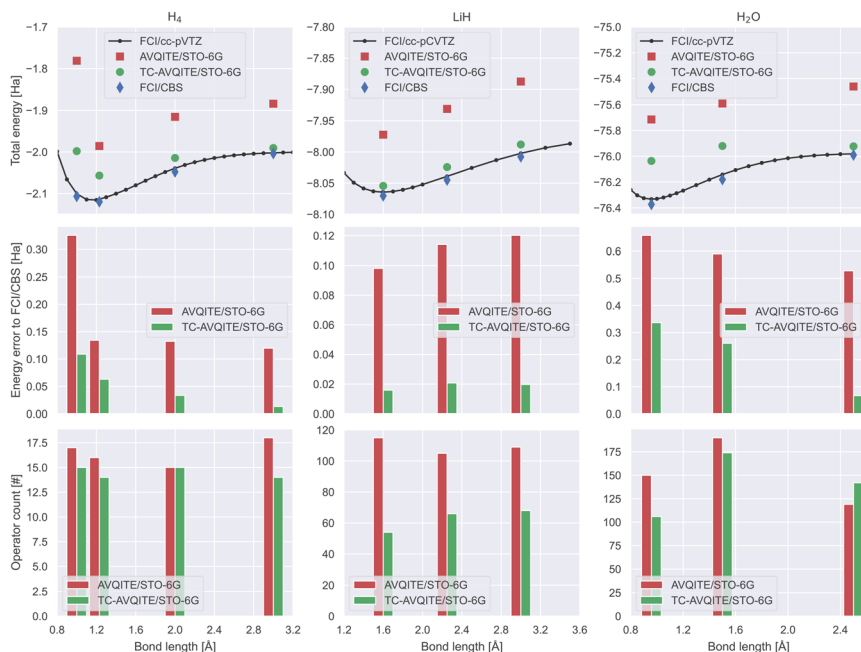 H₄
LiH
H₂O
Total energy [Ha]
−1.7
−1.8
−1.9
−2.0
−2.1
FCI/cc-pVTZ
AVQITE/STO-6G
TC-AVQITE/STO-6G
FCI/CBS
−7.80
−7.85
−7.90
−7.95
−8.00
−8.05
−8.10
FCI/cc-pCVTZ
AVQITE/STO-6G
TC-AVQITE/STO-6G
FCI/CBS
−75.0
−75.2
−75.4
−75.6
−75.8
−76.0
−76.2
−76.4
FCI/cc-pVTZ
AVQITE/STO-6G
TC-AVQITE/STO-6G
FCI/CBS
Energy error to FCI/CBS [Ha]
0.30
0.25
0.20
0.15
0.10
0.05
0.00
AVQITE/STO-6G
TC-AVQITE/STO-6G
0.12
0.10
0.08
0.06
0.04
0.02
0.00
AVQITE/STO-6G
TC-AVQITE/STO-6G
0.6
0.5
0.4
0.3
0.2
0.1
0.0
AVQITE/STO-6G
TC-AVQITE/STO-6G
Operator count [#]
17.5
15.0
12.5
10.0
7.5
5.0
2.5
0.0
AVQITE/STO-6G
TC-AVQITE/STO-6G
0.8 1.2 1.6 2.0 2.4 2.8 3.2
Bond length [Å]
120
100
80
60
40
20
0
AVQITE/STO-6G
TC-AVQITE/STO-6G
1.2 1.6 2.0 2.4 2.8 3.2 3.6
Bond length [Å]
175
150
125
100
75
50
25
0
AVQITE/STO-6G
TC-AVQITE/STO-6G
0.8 1.2 1.6 2.0 2.4
Bond length [Å]